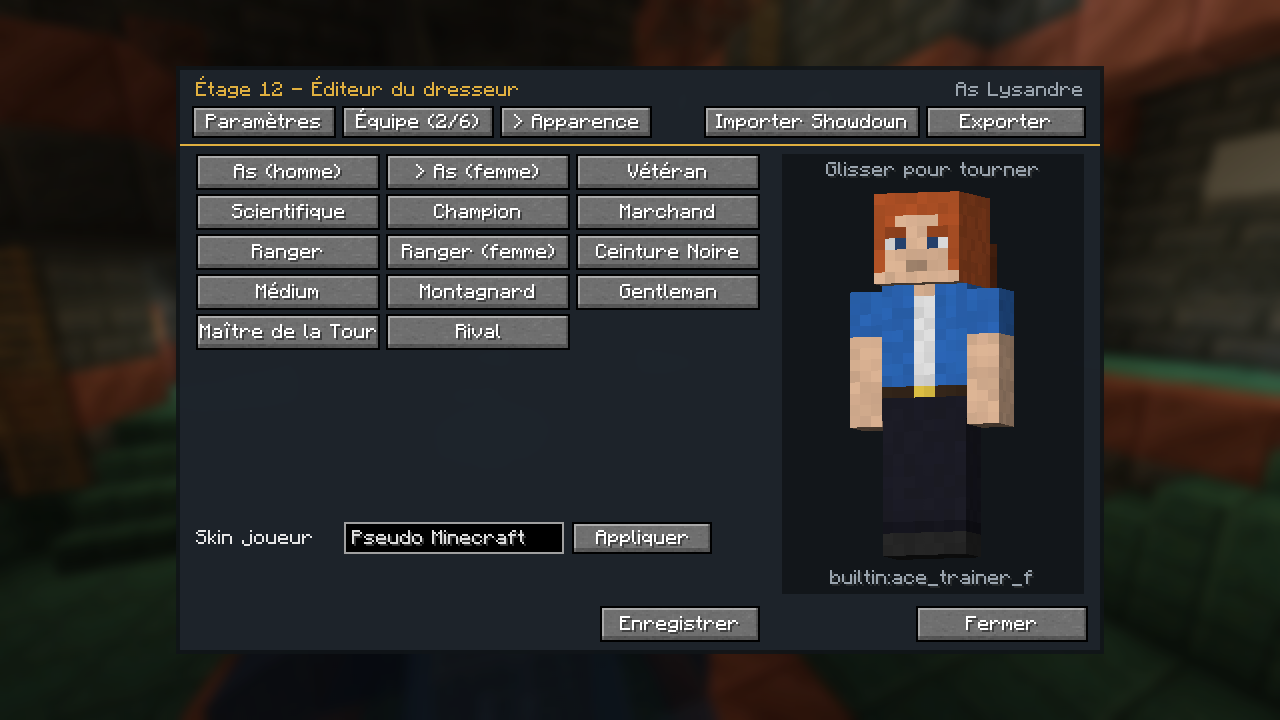 Étage 12 - Éditeur du dresseur
As Lysandre
Paramètres
Équipe (2/6)
> Apparence
Importer Showdown
Exporter
As (homme)
> As (femme)
Vétéran
Glisser pour tourner
Scientifique
Champion
Marchand
Ranger
Ranger (femme)
Ceinture Noire
Médium
Montagnard
Gentleman
Maître de la Tour
Rival
Skin joueur
Pseudo Minecraft
Appliquer
builtin:ace_trainer_f
Enregistrer
Fermer